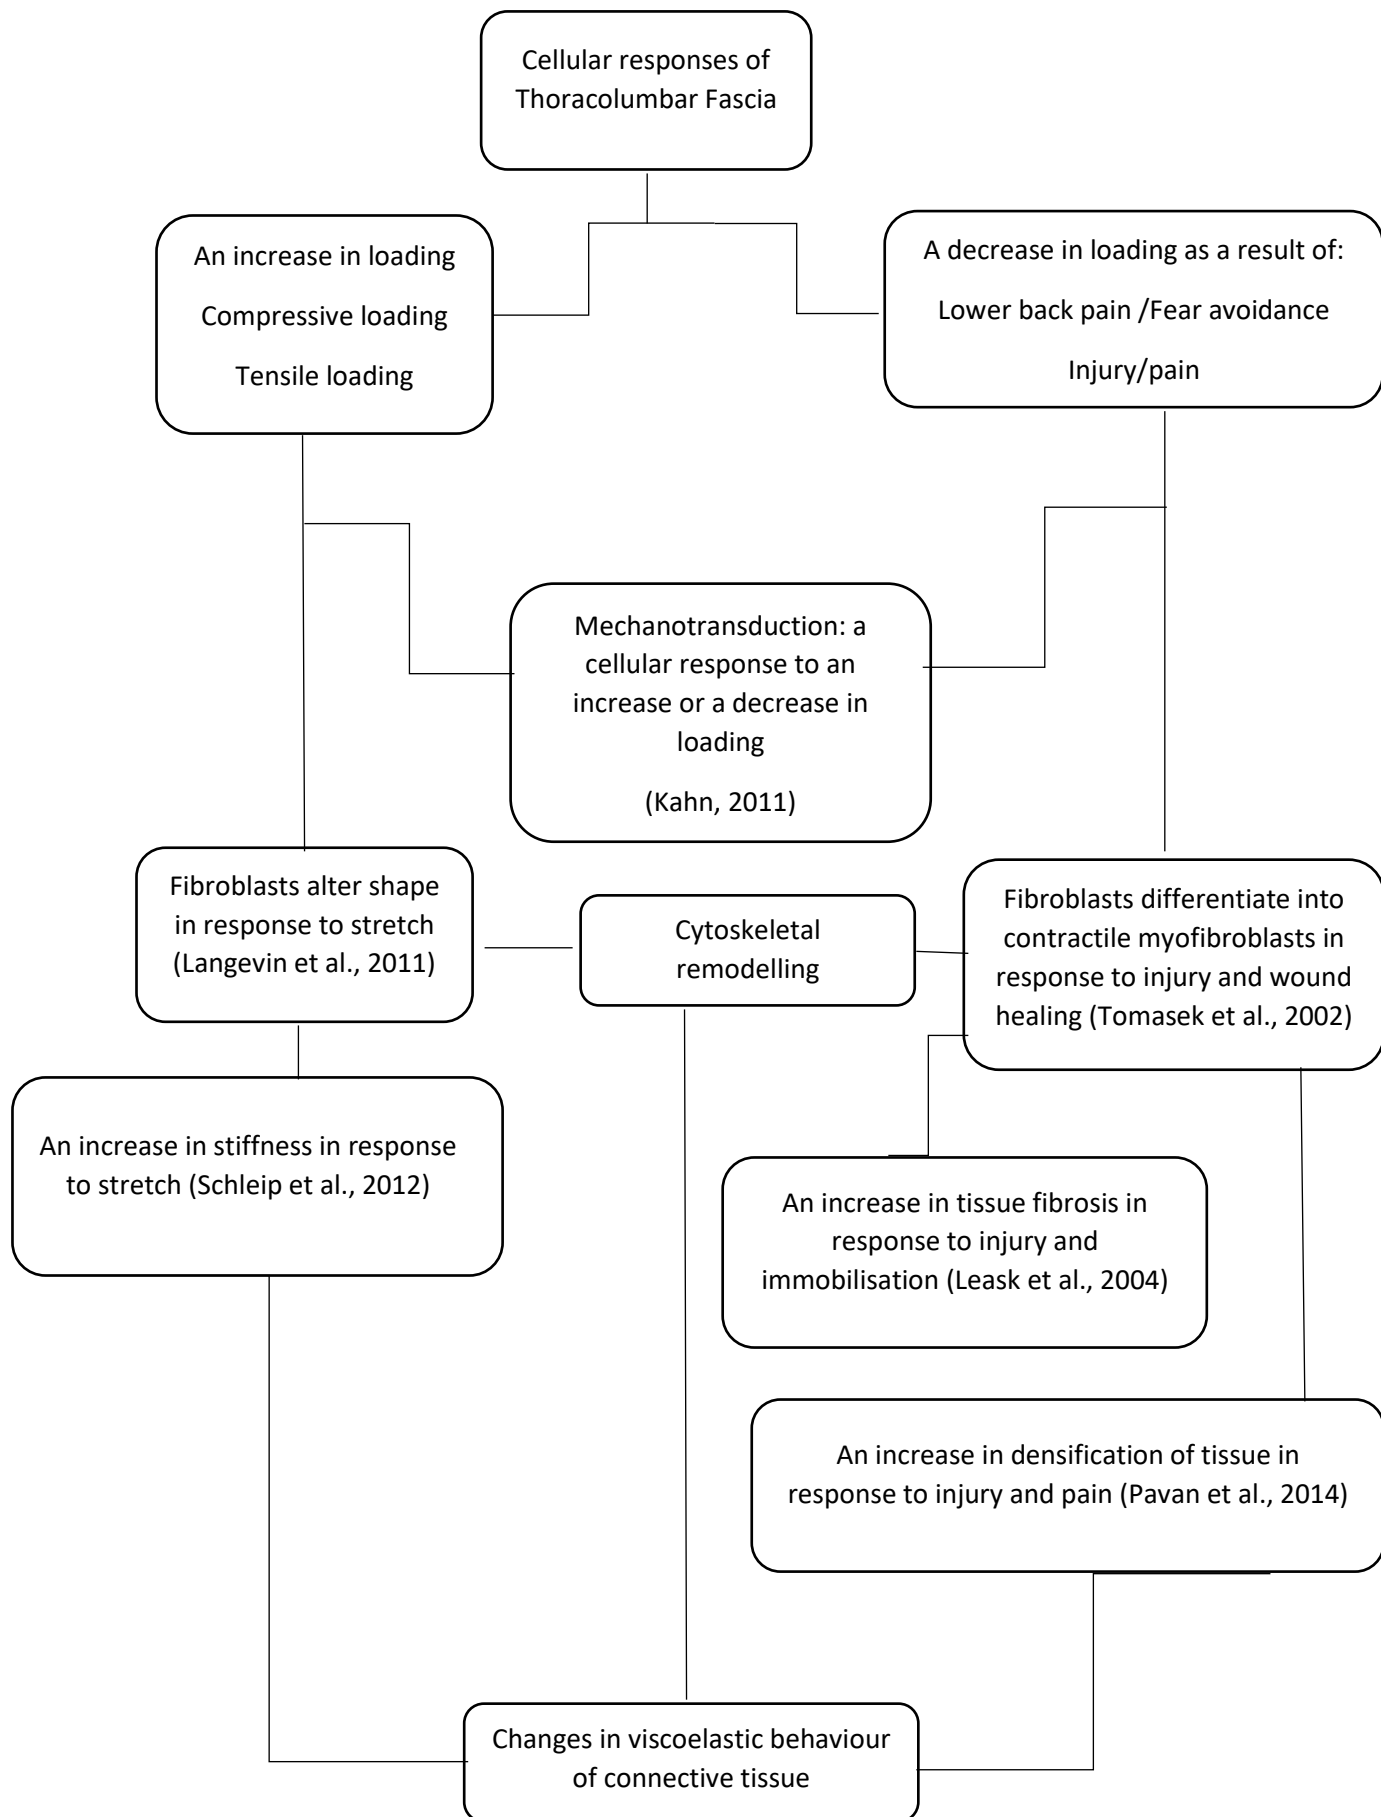 Cellular responses of
Thoracolumbar Fascia
An increase in loading
Compressive loading
Tensile loading
A decrease in loading as a result of:
Lower back pain /Fear avoidance
Injury/pain
Mechanotransduction: a
cellular response to an
increase or a decrease in
loading
(Kahn, 2011)
Fibroblasts alter shape
in response to stretch
(Langevin et al., 2011)
Cytoskeletal
remodelling
Fibroblasts differentiate into
contractile myofibroblasts in
response to injury and wound
healing (Tomasek et al., 2002)
An increase in stiffness in response
to stretch (Schleip et al., 2012)
An increase in tissue fibrosis in
response to injury and
immobilisation (Leask et al., 2004)
An increase in densification of tissue in
response to injury and pain (Pavan et al., 2014)
Changes in viscoelastic behaviour
of connective tissue